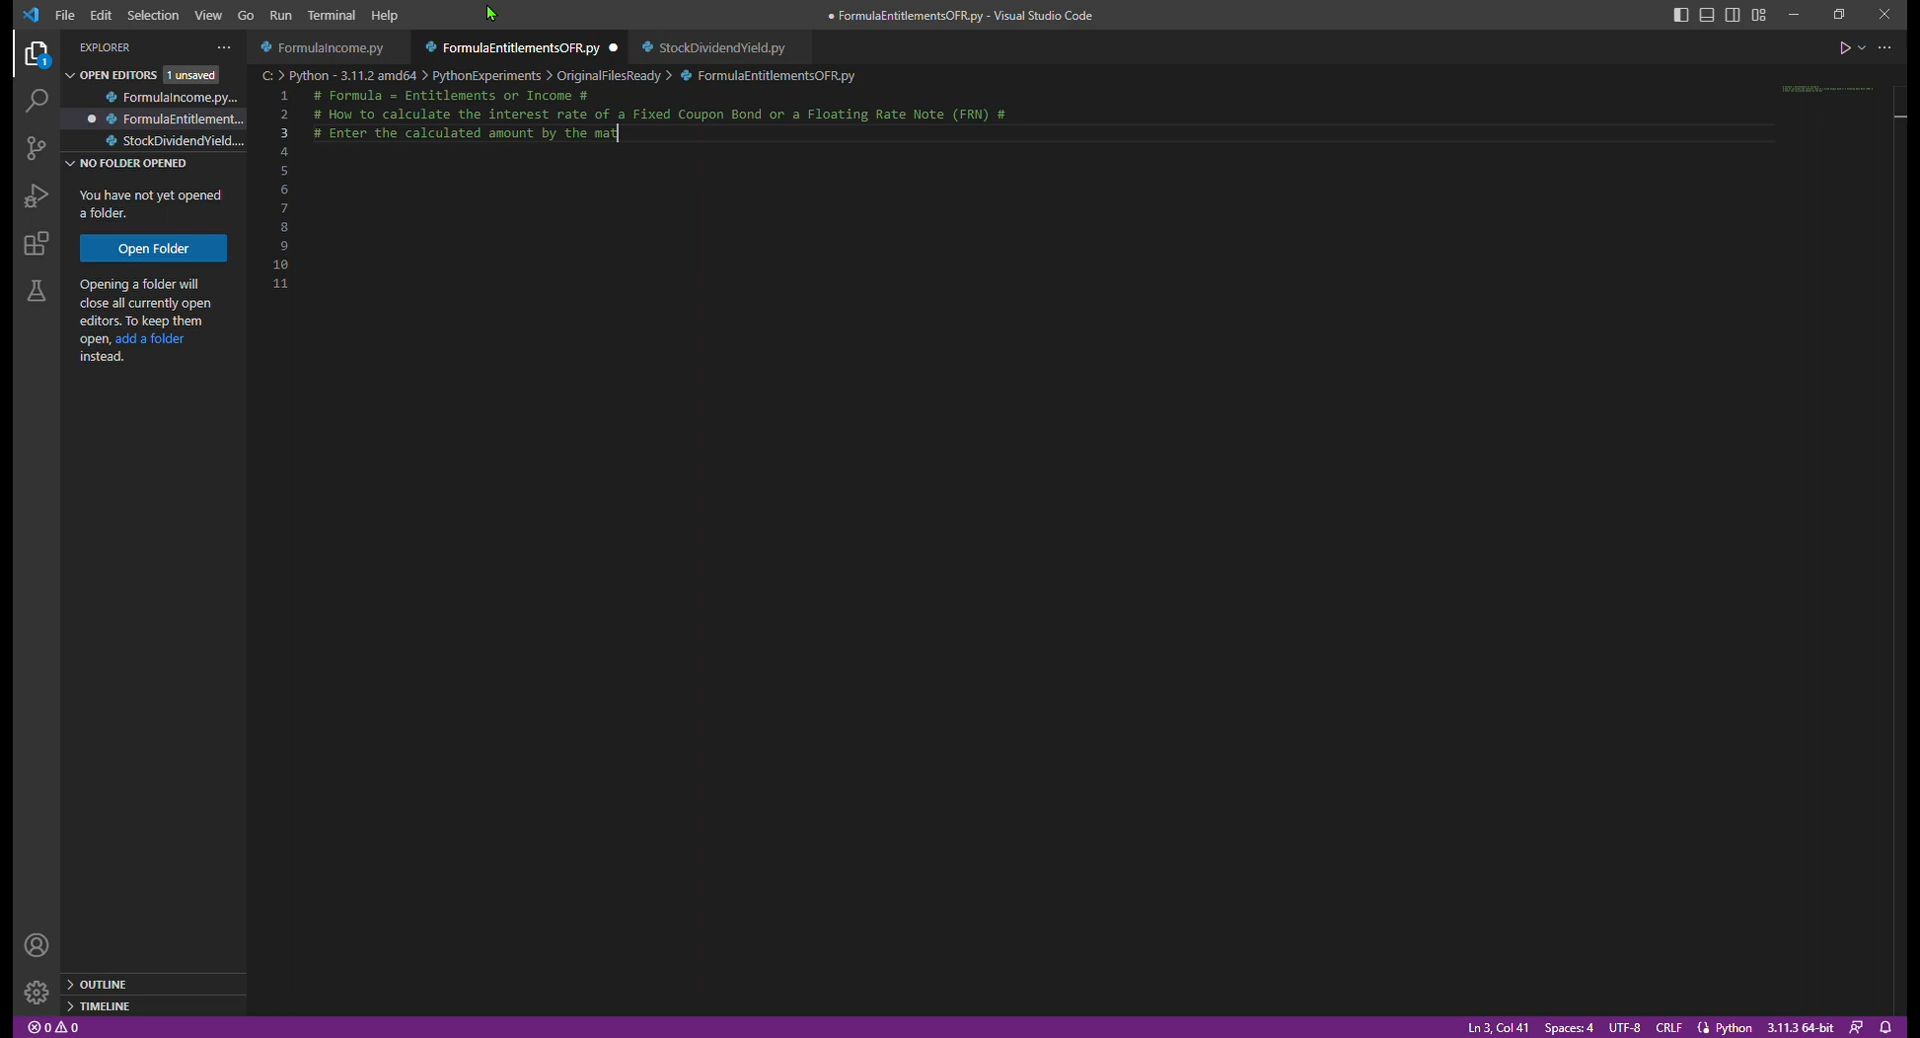 File Edit Selection View Go Run Terminal Help
● FormulaEntitlementsOFR.py - Visual Studio Code
EXPLORER
FormulaIncome.py
FormulaEntitlementsOFR.py ●
StockDividendYield.py
OPEN EDITORS 1 unsaved
FormulaIncome.py...
● FormulaEntitlement...
StockDividendYield....
NO FOLDER OPENED
You have not yet opened
a folder.
Open Folder
Opening a folder will
close all currently open
editors. To keep them
open, add a folder
instead.
OUTLINE
TIMELINE
C: > Python - 3.11.2 amd64 > PythonExperiments > OriginalFilesReady > FormulaEntitlementsOFR.py
1 # Formula = Entitlements or Income #
2 # How to calculate the interest rate of a Fixed Coupon Bond or a Floating Rate Note (FRN) #
3 # Enter the calculated amount by the mat
4
5
6
7
8
9
10
11
1
0 0
Ln 3, Col 41 Spaces: 4 UTF-8 CRLF Python 3.11.3 64-bit